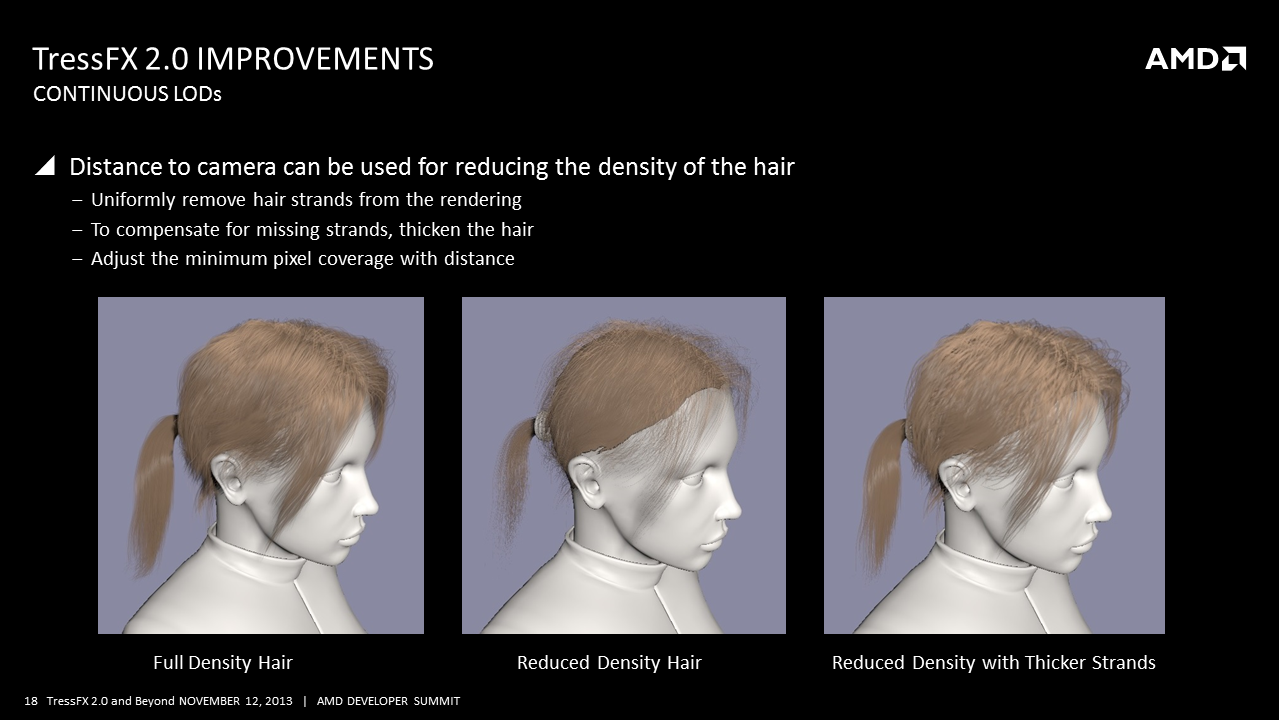 TressFX 2.0 IMPROVEMENTS
AMD
CONTINUOUS LODs
Distance to camera can be used for reducing the density of the hair
– Uniformly remove hair strands from the rendering
– To compensate for missing strands, thicken the hair
– Adjust the minimum pixel coverage with distance
Full Density Hair
Reduced Density Hair
Reduced Density with Thicker Strands
18 TressFX 2.0 and Beyond NOVEMBER 12, 2013 | AMD DEVELOPER SUMMIT